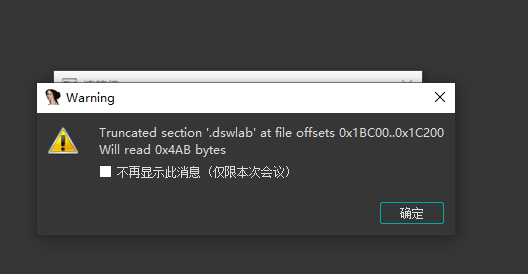 Warning
Truncated section '.dswlab' at file offsets 0x1BC00..0x1C200
Will read 0x4AB bytes
不再显示此消息（仅限本次会议）
确定